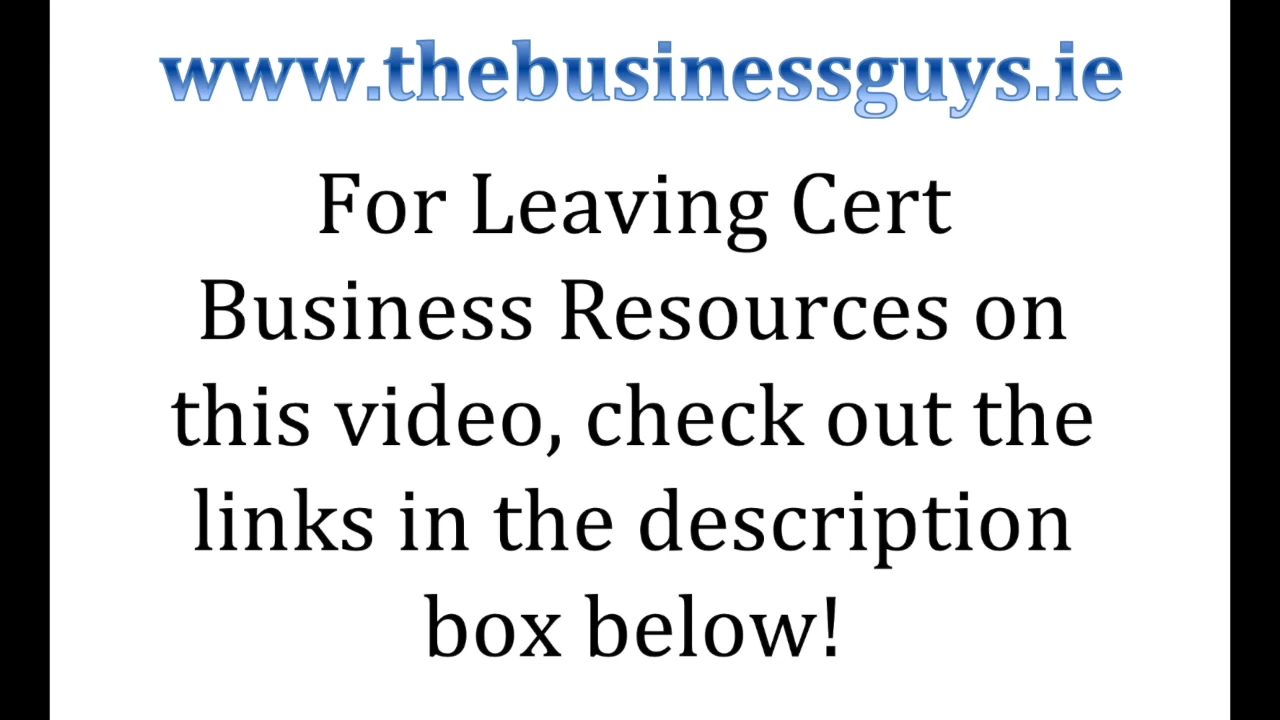 www.thebusinessguys.ie
For Leaving Cert
Business Resources on
this video, check out the
links in the description
box below!